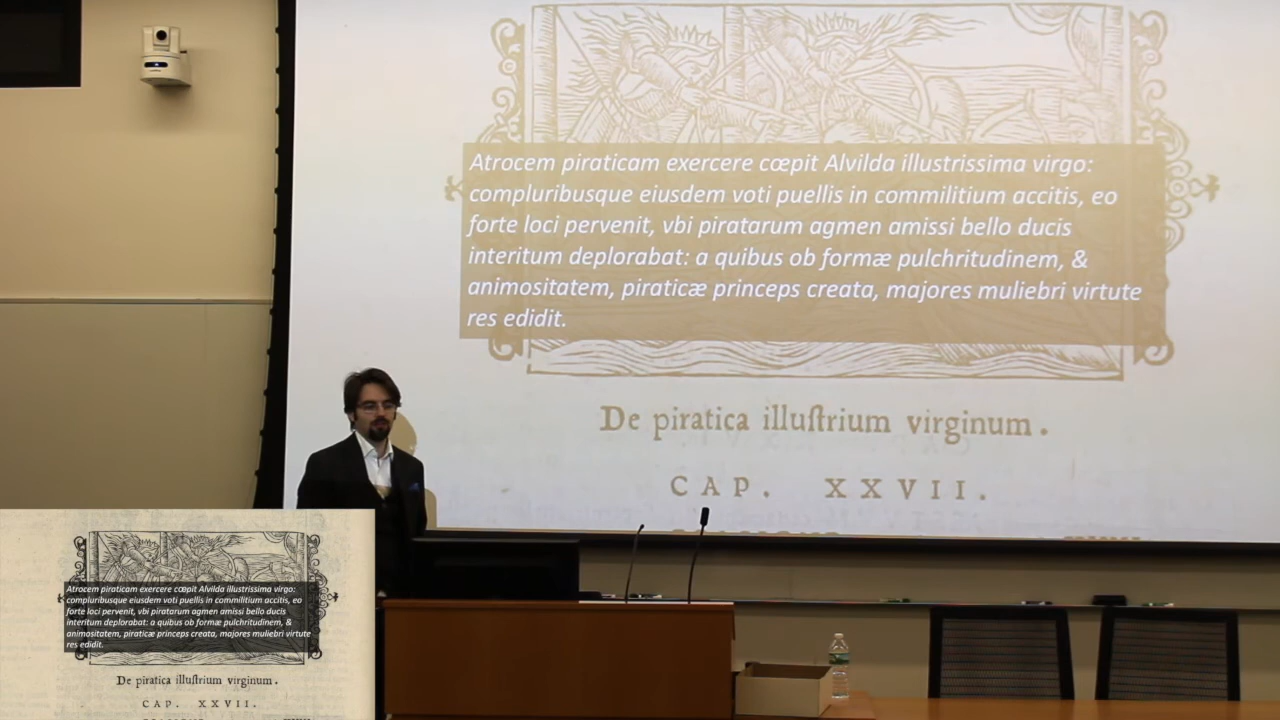 Atrocem piraticam exercere cœpit Alvilda illustrissima virgo:
compluribusque eiusdem voti puellis in commilitium accitis, eo
forte loci pervenit, vbi piratarum agmen amissi bello ducis
interitum deplorabat: a quibus ob formæ pulchritudinem, &
animositatem, piraticæ princeps creata, majores muliebri virtute
res edidit.
De piratica illuſtrium virginum.
CAP. XXVII.
Atrocem piraticam exercere cœpit Alvilda illustrissima virgo:
compluribusque eiusdem voti puellis in commilitium accitis, eo
forte loci pervenit, vbi piratarum agmen amissi bello ducis
interitum deplorabat: a quibus ob formæ pulchritudinem, &
animositatem, piraticæ princeps creata, majores muliebri virtute
res edidit.
De piratica illuſtrium virginum.
CAP. XXVII.